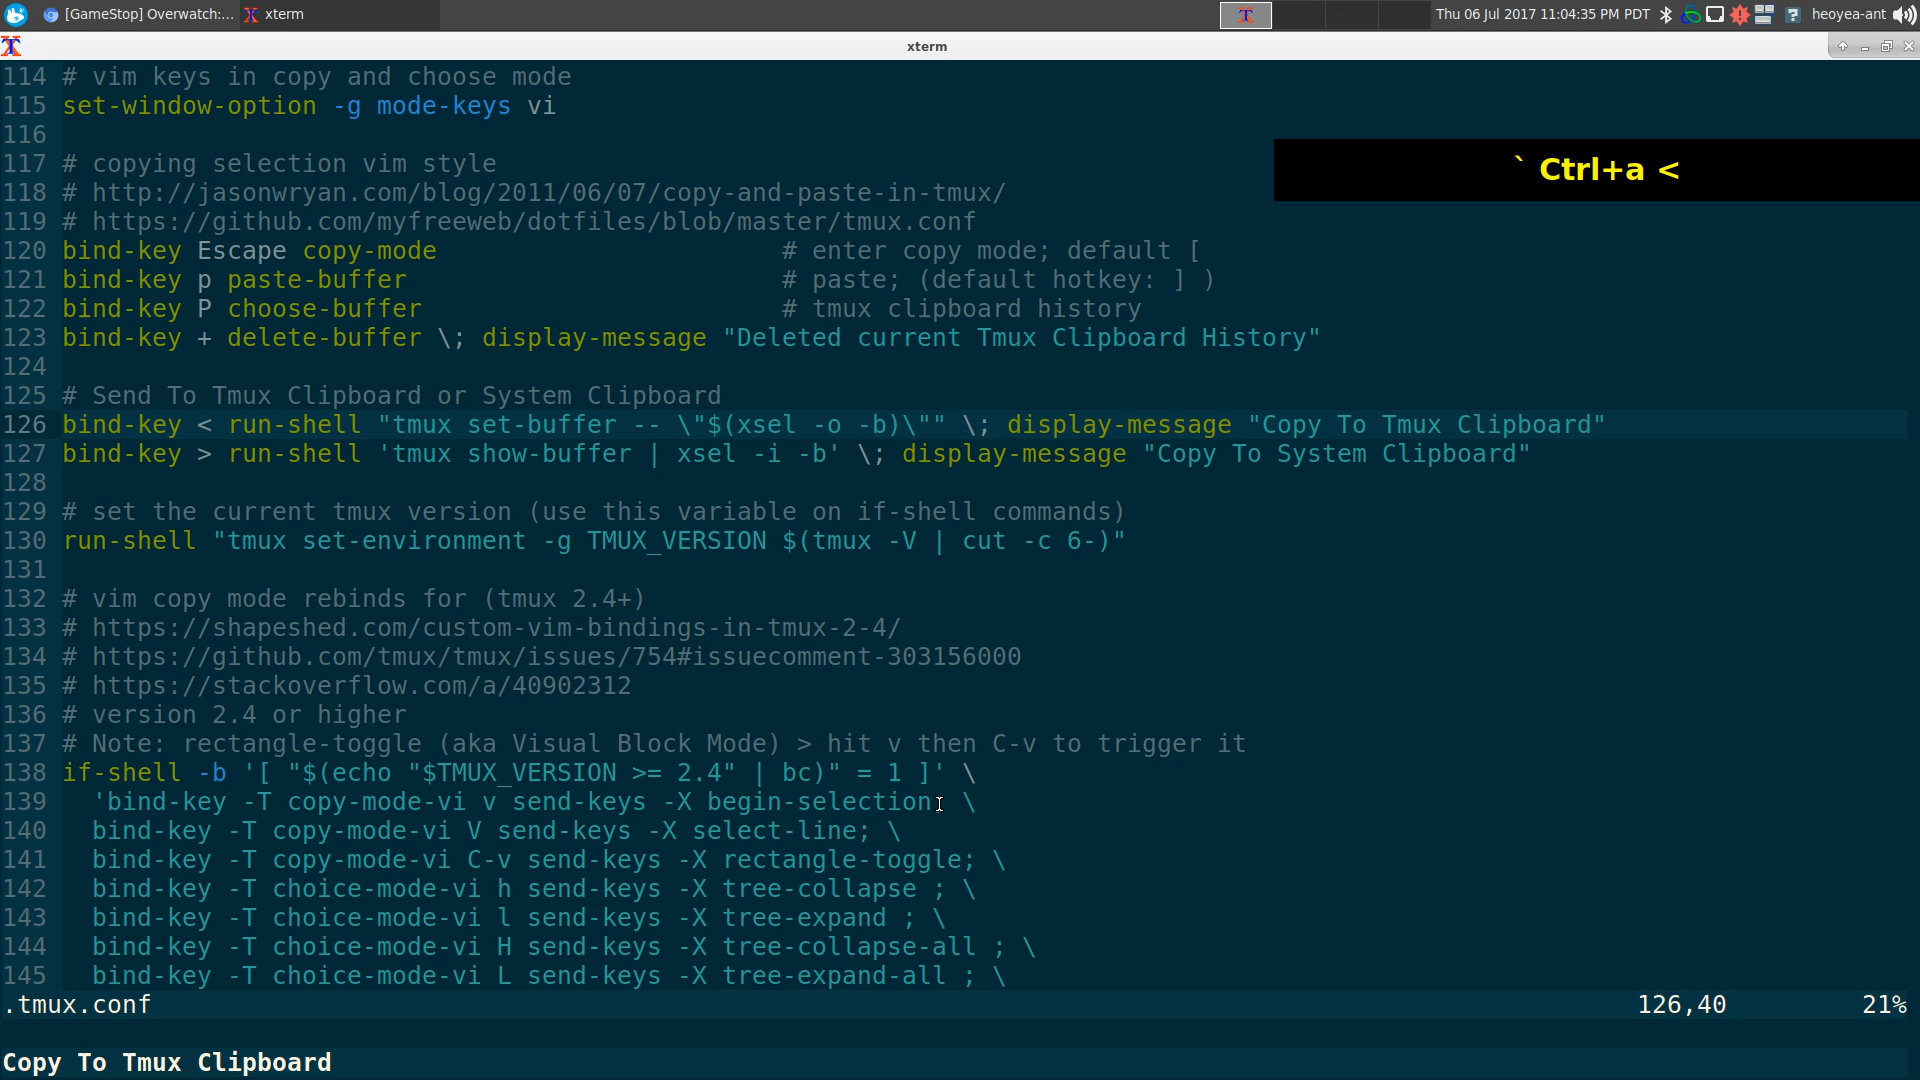 [GameStop] Overwatch:... xterm Thu 06 Jul 2017 11:04:35 PM PDT heoyea-ant
xterm
114 # vim keys in copy and choose mode
115 set-window-option -g mode-keys vi
116
` Ctrl+a <
117 # copying selection vim style
118 # http://jasonwryan.com/blog/2011/06/07/copy-and-paste-in-tmux/
119 # https://github.com/myfreeweb/dotfiles/blob/master/tmux.conf
120 bind-key Escape copy-mode # enter copy mode; default [
121 bind-key p paste-buffer # paste; (default hotkey: ] )
122 bind-key P choose-buffer # tmux clipboard history
123 bind-key + delete-buffer \; display-message "Deleted current Tmux Clipboard History"
124
125 # Send To Tmux Clipboard or System Clipboard
126 bind-key < run-shell "tmux set-buffer -- \"$(xsel -o -b)\"" \; display-message "Copy To Tmux Clipboard"
127 bind-key > run-shell 'tmux show-buffer | xsel -i -b' \; display-message "Copy To System Clipboard"
128
129 # set the current tmux version (use this variable on if-shell commands)
130 run-shell "tmux set-environment -g TMUX_VERSION $(tmux -V | cut -c 6-)"
131
132 # vim copy mode rebinds for (tmux 2.4+)
133 # https://shapeshed.com/custom-vim-bindings-in-tmux-2-4/
134 # https://github.com/tmux/tmux/issues/754#issuecomment-303156000
135 # https://stackoverflow.com/a/40902312
136 # version 2.4 or higher
137 # Note: rectangle-toggle (aka Visual Block Mode) > hit v then C-v to trigger it
138 if-shell -b '[ "$(echo "$TMUX_VERSION >= 2.4" | bc)" = 1 ]' \
139 'bind-key -T copy-mode-vi v send-keys -X begin-selection; \
140 bind-key -T copy-mode-vi V send-keys -X select-line; \
141 bind-key -T copy-mode-vi C-v send-keys -X rectangle-toggle; \
142 bind-key -T choice-mode-vi h send-keys -X tree-collapse ; \
143 bind-key -T choice-mode-vi l send-keys -X tree-expand ; \
144 bind-key -T choice-mode-vi H send-keys -X tree-collapse-all ; \
145 bind-key -T choice-mode-vi L send-keys -X tree-expand-all ; \
.tmux.conf 126,40 21%
Copy To Tmux Clipboard